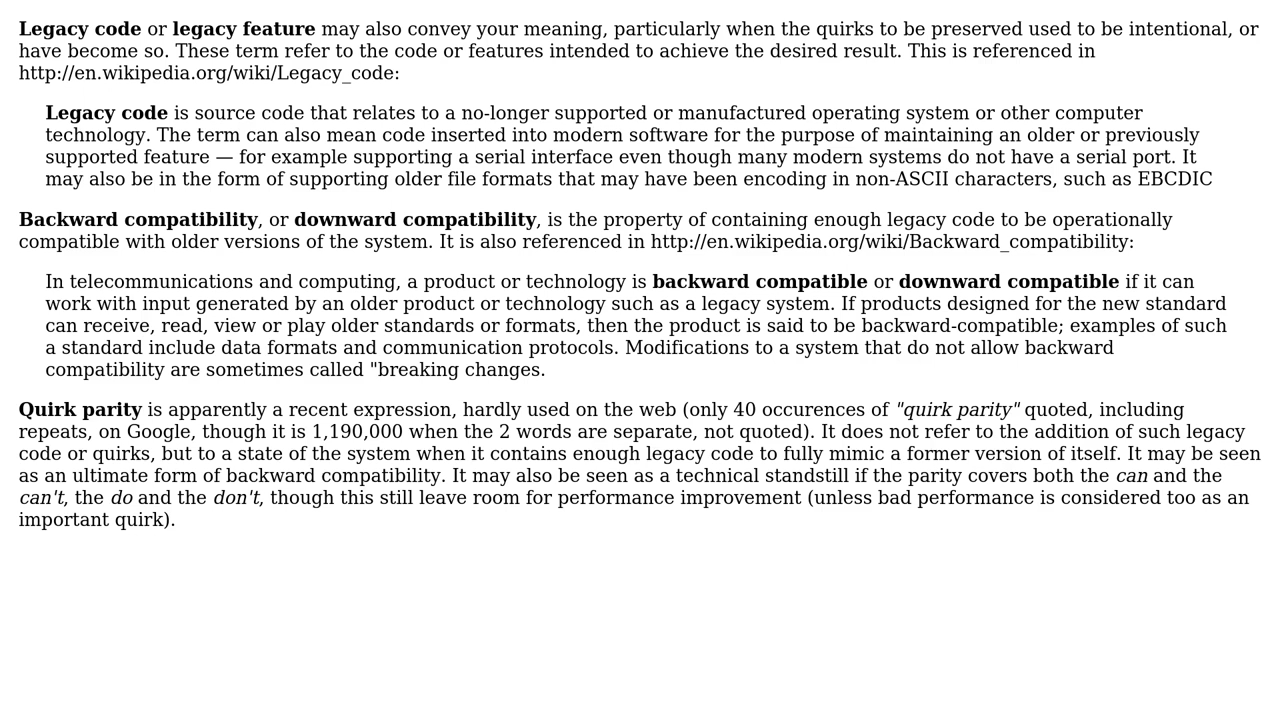 Legacy code or legacy feature may also convey your meaning, particularly when the quirks to be preserved used to be intentional, or
have become so. These term refer to the code or features intended to achieve the desired result. This is referenced in
http://en.wikipedia.org/wiki/Legacy_code:
Legacy code is source code that relates to a no-longer supported or manufactured operating system or other computer
technology. The term can also mean code inserted into modern software for the purpose of maintaining an older or previously
supported feature — for example supporting a serial interface even though many modern systems do not have a serial port. It
may also be in the form of supporting older file formats that may have been encoding in non-ASCII characters, such as EBCDIC
Backward compatibility, or downward compatibility, is the property of containing enough legacy code to be operationally
compatible with older versions of the system. It is also referenced in http://en.wikipedia.org/wiki/Backward_compatibility:
In telecommunications and computing, a product or technology is backward compatible or downward compatible if it can
work with input generated by an older product or technology such as a legacy system. If products designed for the new standard
can receive, read, view or play older standards or formats, then the product is said to be backward-compatible; examples of such
a standard include data formats and communication protocols. Modifications to a system that do not allow backward
compatibility are sometimes called "breaking changes.
Quirk parity is apparently a recent expression, hardly used on the web (only 40 occurences of "quirk parity" quoted, including
repeats, on Google, though it is 1,190,000 when the 2 words are separate, not quoted). It does not refer to the addition of such legacy
code or quirks, but to a state of the system when it contains enough legacy code to fully mimic a former version of itself. It may be seen
as an ultimate form of backward compatibility. It may also be seen as a technical standstill if the parity covers both the can and the
can't, the do and the don't, though this still leave room for performance improvement (unless bad performance is considered too as an
important quirk).